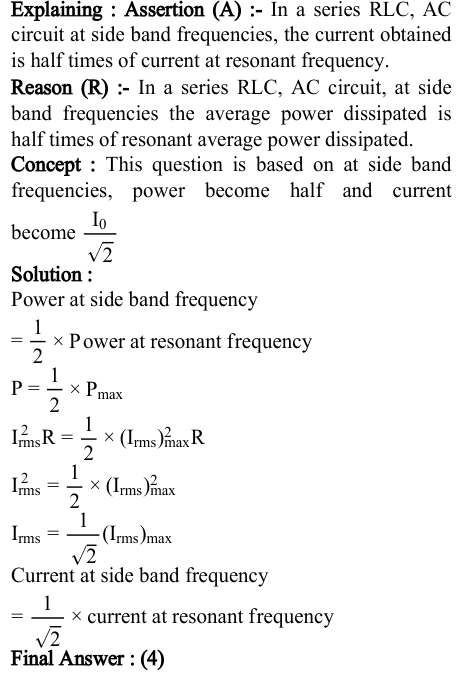 Explaining : Assertion (A) :- In a series RLC, AC
circuit at side band frequencies, the current obtained
is half times of current at resonant frequency.
Reason (R) :- In a series RLC, AC circuit, at side
band frequencies the average power dissipated is
half times of resonant average power dissipated.
Concept : This question is based on at side band
frequencies, power become half and current
become I₀/√2
Solution :
Power at side band frequency
= 1/2 × Power at resonant frequency
P = 1/2 × Pmax
I²rmsR = 1/2 × (Irms)²maxR
I²rms = 1/2 × (Irms)²max
Irms = 1/√2 (Irms)max
Current at side band frequency
= 1/√2 × current at resonant frequency
Final Answer : (4)